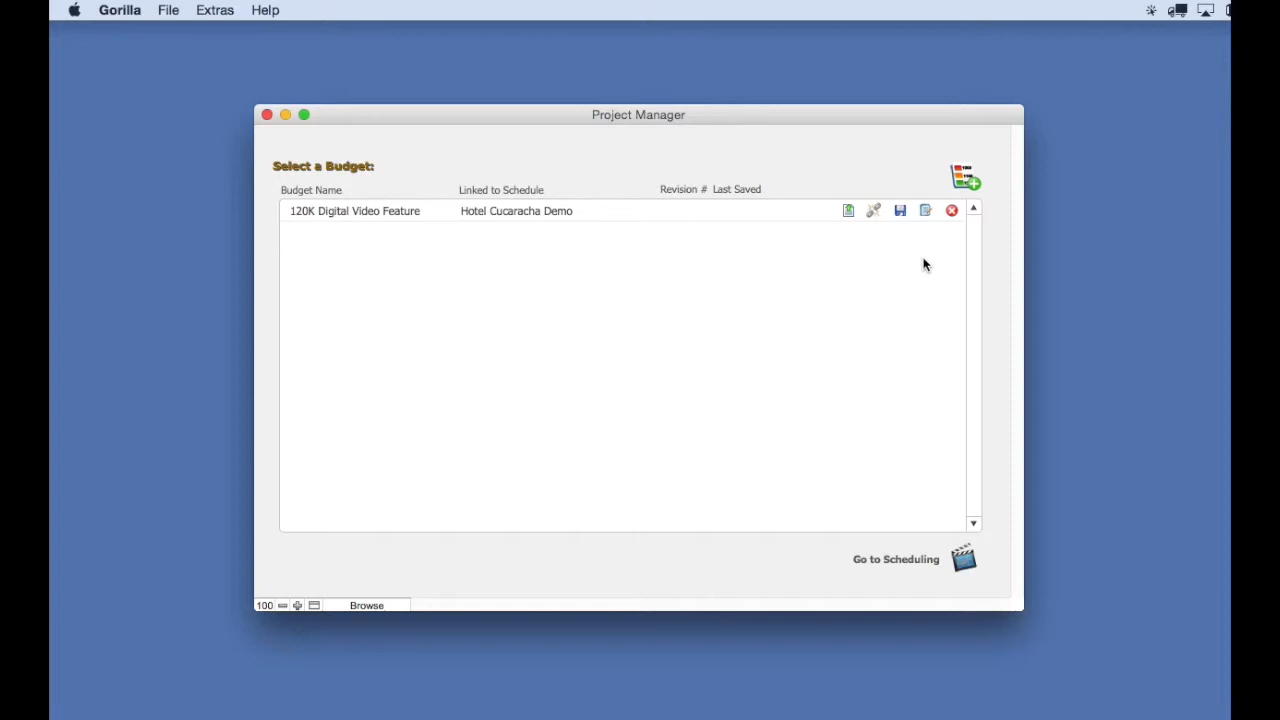 Gorilla File Extras Help
Project Manager
Select a Budget:
Budget Name Linked to Schedule Revision # Last Saved
120K Digital Video Feature Hotel Cucaracha Demo
Go to Scheduling
100 Browse